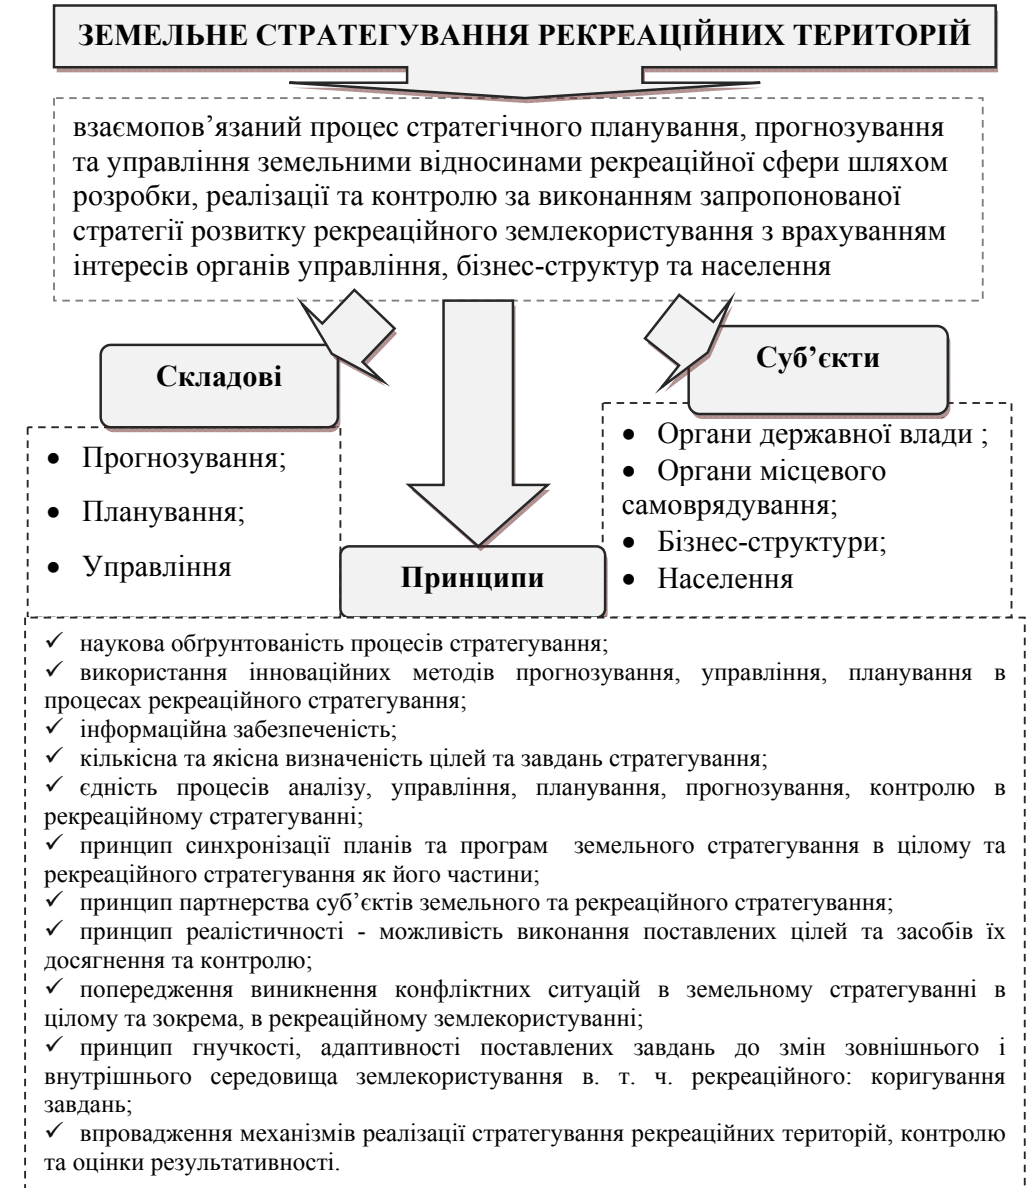 ЗЕМЕЛЬНЕ СТРАТЕГУВАННЯ РЕКРЕАЦІЙНИХ ТЕРИТОРІЙ
взаємопов’язаний процес стратегічного планування, прогнозування
та управління земельними відносинами рекреаційної сфери шляхом
розробки, реалізації та контролю за виконанням запропонованої
стратегії розвитку рекреаційного землекористування з врахуванням
інтересів органів управління, бізнес-структур та населення
Складові
• Прогнозування;
• Планування;
• Управління
Суб’єкти
• Органи державної влади ;
• Органи місцевого
самоврядування;
• Бізнес-структури;
• Населення
Принципи
✓ наукова обґрунтованість процесів стратегування;
✓ використання інноваційних методів прогнозування, управління, планування в
процесах рекреаційного стратегування;
✓ інформаційна забезпеченість;
✓ кількісна та якісна визначеність цілей та завдань стратегування;
✓ єдність процесів аналізу, управління, планування, прогнозування, контролю в
рекреаційному стратегуванні;
✓ принцип синхронізації планів та програм земельного стратегування в цілому та
рекреаційного стратегування як його частини;
✓ принцип партнерства суб’єктів земельного та рекреаційного стратегування;
✓ принцип реалістичності - можливість виконання поставлених цілей та засобів їх
досягнення та контролю;
✓ попередження виникнення конфліктних ситуацій в земельному стратегуванні в
цілому та зокрема, в рекреаційному землекористуванні;
✓ принцип гнучкості, адаптивності поставлених завдань до змін зовнішнього і
внутрішнього середовища землекористування в. т. ч. рекреаційного: коригування
завдань;
✓ впровадження механізмів реалізації стратегування рекреаційних територій, контролю
та оцінки результативності.